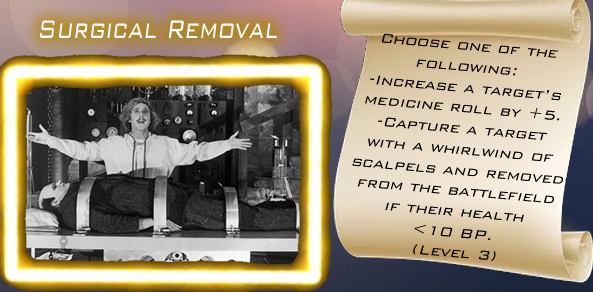 Surgical Removal
Choose one of the
following:
-Increase a target's
medicine roll by +5.
-Capture a target
with a whirlwind of
scalpels and removed
from the battlefield
if their health
<10 BP.
(Level 3)